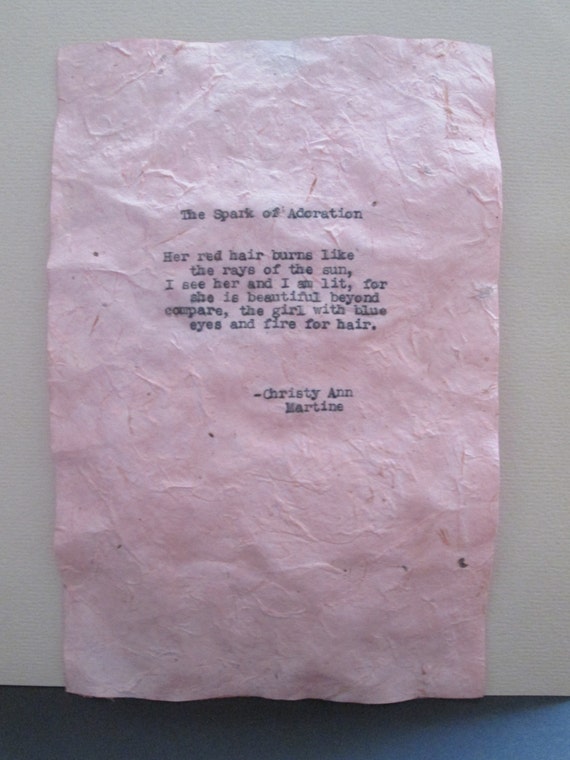 The Spark of Adoration
Her red hair burns like
the rays of the sun,
I see her and I am lit, for
she is beautiful beyond
compare, the girl with blue
eyes and fire for hair.
-Christy Ann
Martine